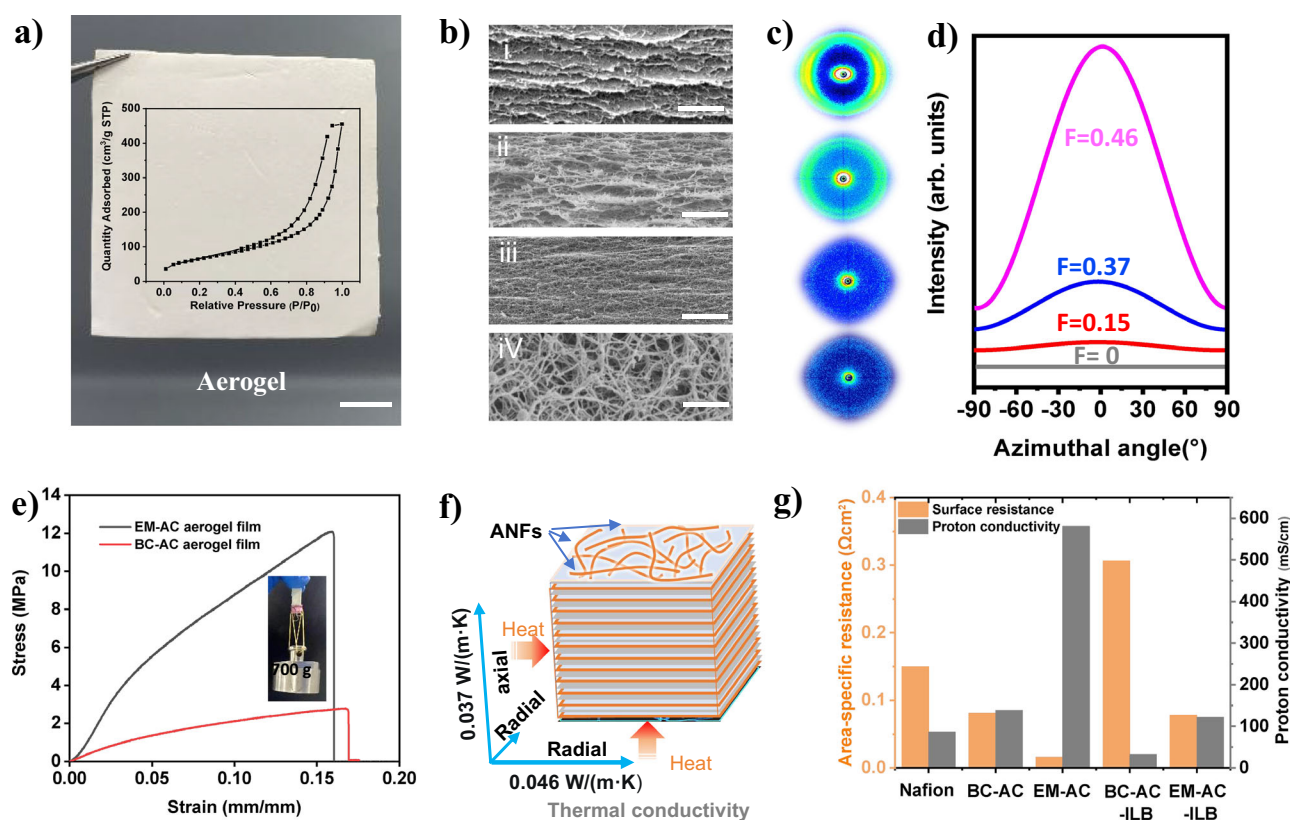 a)
500
400
300
200
100
0
Quantity Adsorbed (cm³/g STP)
0.0 0.2 0.4 0.6 0.8 1.0
Relative Pressure (P/P₀)
Aerogel
b)
i
ii
iii
iV
c)
d)
Intensity (arb. units)
F=0.46
F=0.37
F=0.15
F= 0
-90 -60 -30 0 30 60 90
Azimuthal angle(°)
e)
14
12
10
8
6
4
2
0
Stress (MPa)
EM-AC aerogel film
BC-AC aerogel film
700 g
0.00 0.05 0.10 0.15 0.20
Strain (mm/mm)
f)
ANFs
Heat
axial
Radial
0.037 W/(m·K)
Radial
Heat
0.046 W/(m·K)
Thermal conductivity
g)
0.4
0.3
0.2
0.1
0.0
Area-specific resistance (Ωcm²)
Surface resistance
Proton conductivity
600
500
400
300
200
100
0
Proton conductivity (mS/cm)
Nafion BC-AC EM-AC BC-AC EM-AC
-ILB -ILB